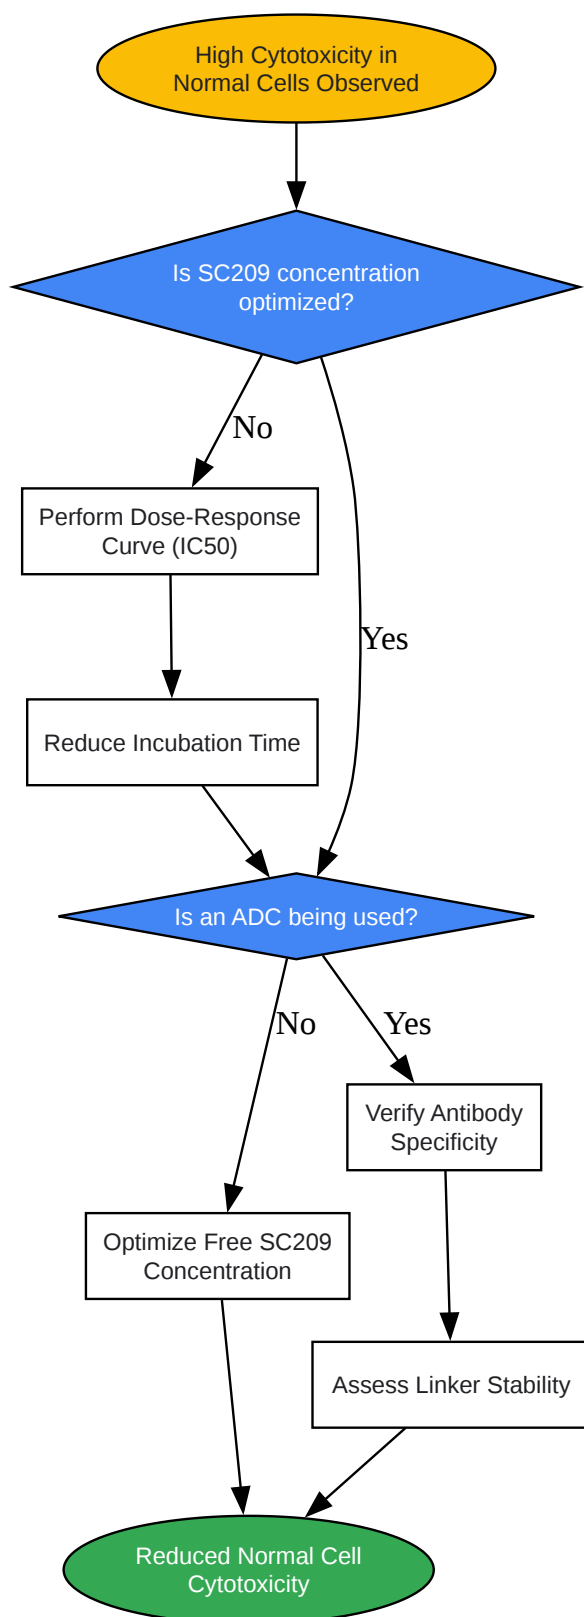 High Cytotoxicity in
Normal Cells Observed
Is SC209 concentration
optimized?
No
Perform Dose-Response
Curve (IC50)
Yes
Reduce Incubation Time
Is an ADC being used?
No
Yes
Verify Antibody
Specificity
Optimize Free SC209
Concentration
Assess Linker Stability
Reduced Normal Cell
Cytotoxicity